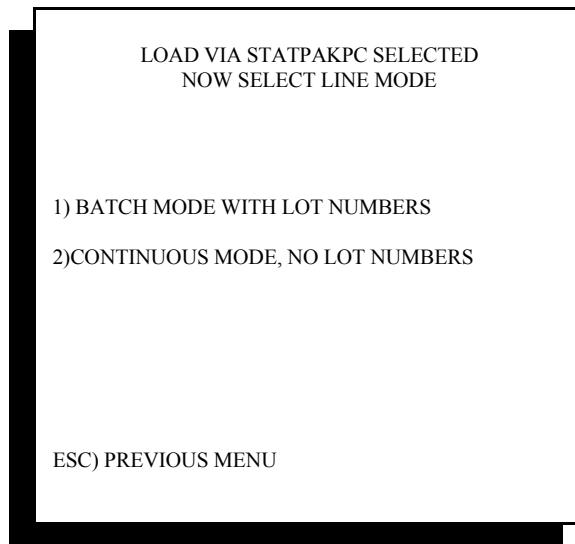 LOAD VIA STATPAKPC SELECTED
NOW SELECT LINE MODE
1) BATCH MODE WITH LOT NUMBERS
2)CONTINUOUS MODE, NO LOT NUMBERS
ESC) PREVIOUS MENU